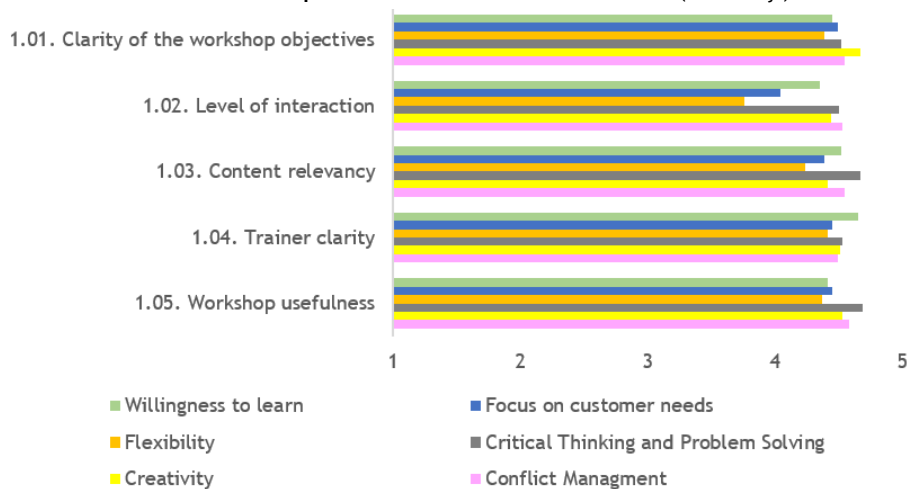 1.01. Clarity of the workshop objectives
1.02. Level of interaction
1.03. Content relevancy
1.04. Trainer clarity
1.05. Workshop usefulness
1 2 3 4 5
Willingness to learn Focus on customer needs
Flexibility Critical Thinking and Problem Solving
Creativity Conflict Managment